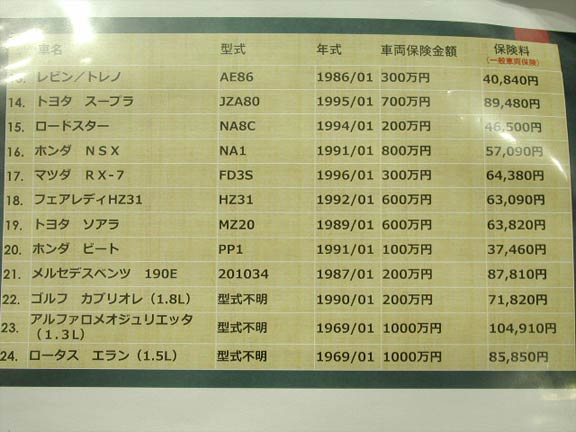 車名 型式 年式 車両保険金額 保険料
(一般車両保険)
13. レビン／トレノ AE86 1986/01 300万円 40,840円
14. トヨタ スープラ JZA80 1995/01 700万円 89,480円
15. ロードスター NA8C 1994/01 200万円 46,500円
16. ホンダ ＮＳＸ NA1 1991/01 800万円 57,090円
17. マツダ ＲＸ-７ FD3S 1996/01 300万円 64,380円
18. フェアレディHZ31 HZ31 1992/01 600万円 63,090円
19. トヨタ ソアラ MZ20 1989/01 600万円 63,820円
20. ホンダ ビート PP1 1991/01 100万円 37,460円
21. メルセデスベンツ 190E 201034 1987/01 200万円 87,810円
22. ゴルフ カブリオレ（1.8L） 型式不明 1990/01 200万円 71,820円
23. アルファロメオジュリエッタ
（１.３Ｌ） 型式不明 1969/01 1000万円 104,910円
24. ロータス エラン（1.5L） 型式不明 1969/01 1000万円 85,850円